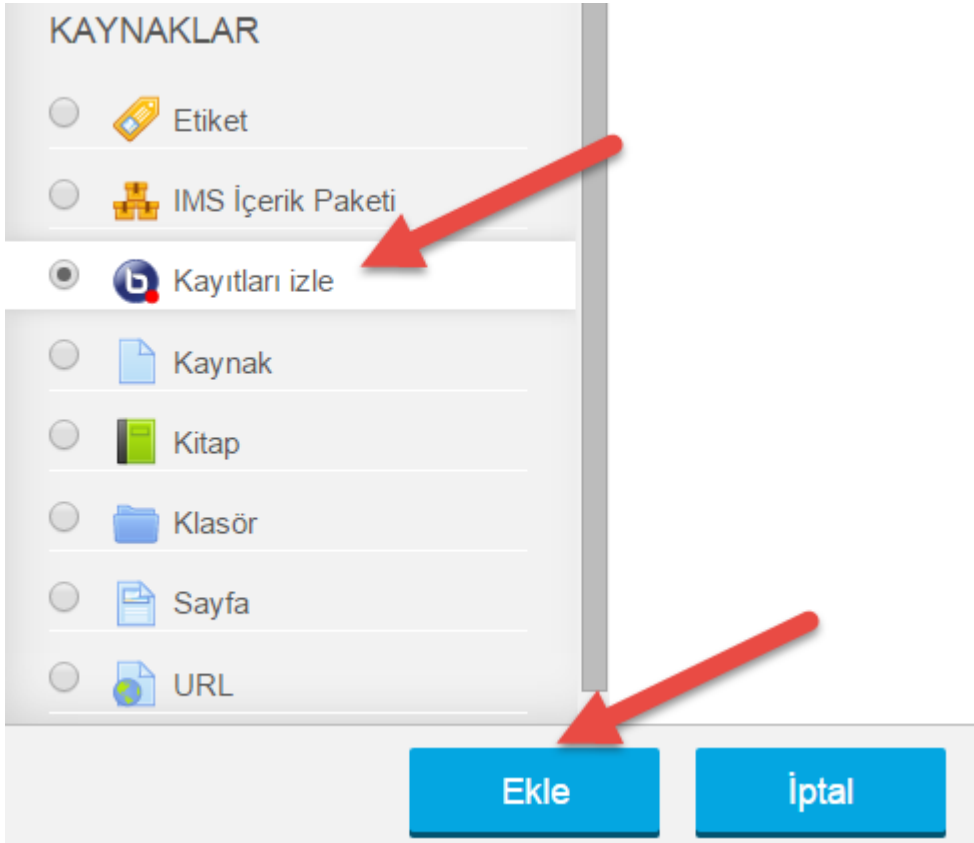 KAYNAKLAR
Etiket
IMS İçerik Paketi
Kayıtları izle
Kaynak
Kitap
Klasör
Sayfa
URL
Ekle
İptal